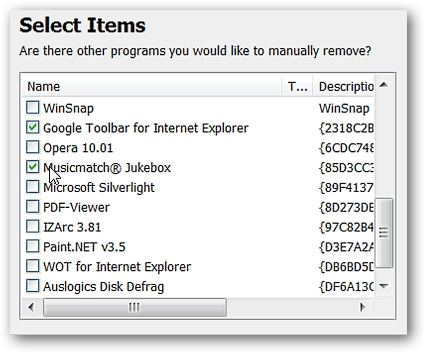 Select Items
Are there other programs you would like to manually remove?
Name T... Descriptio
WinSnap WinSnap
Google Toolbar for Internet Explorer {2318C2B
Opera 10.01 {6CDC748
Musicmatch® Jukebox {85D3CC3
Microsoft Silverlight {89F4137
PDF-Viewer {8D273DE
IZArc 3.81 {97C82B4
Paint.NET v3.5 {D3E7A2A
WOT for Internet Explorer {DB6BD5D
Auslogics Disk Defrag {DF6A13C